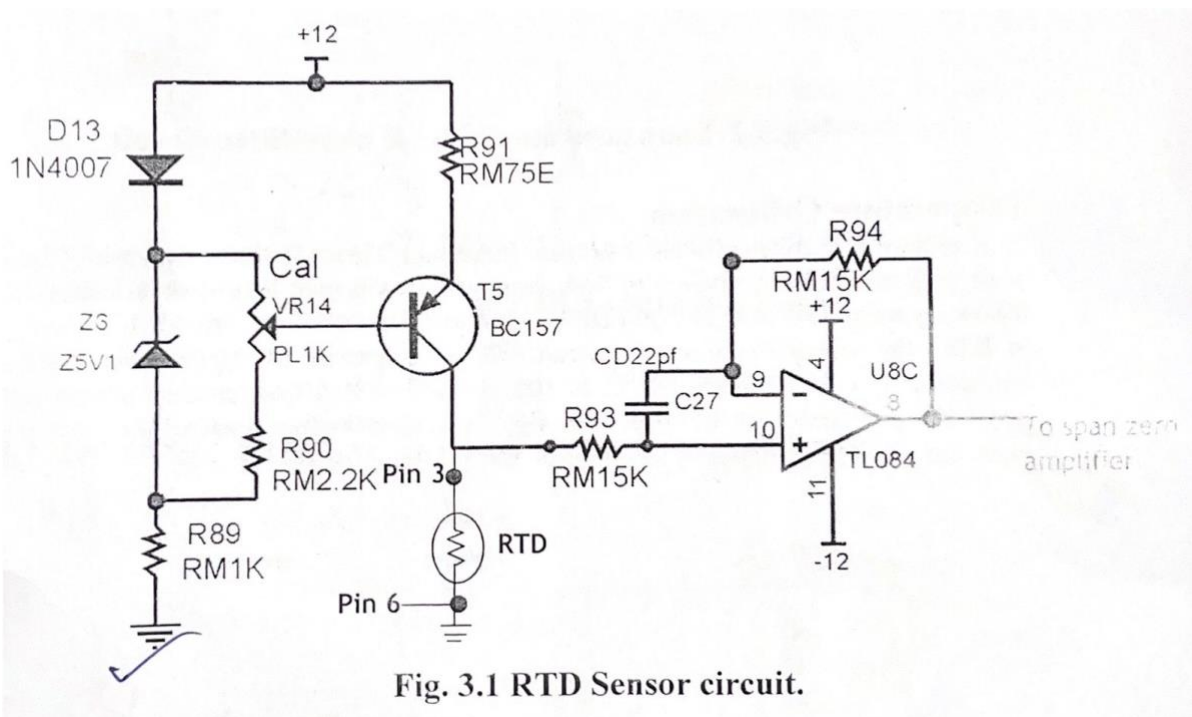 +12
D13
1N4007
R91
RM75E
Cal
VR14
PL1K
Z6
Z5V1
T5
BC157
R94
RM15K
+12
4
U8C
CD22pf
C27
9
8
R93
10
RM15K
TL084
11
-12
To span zero
amplifier
R90
RM2.2K
Pin 3
R89
RM1K
RTD
Pin 6
Fig. 3.1 RTD Sensor circuit.